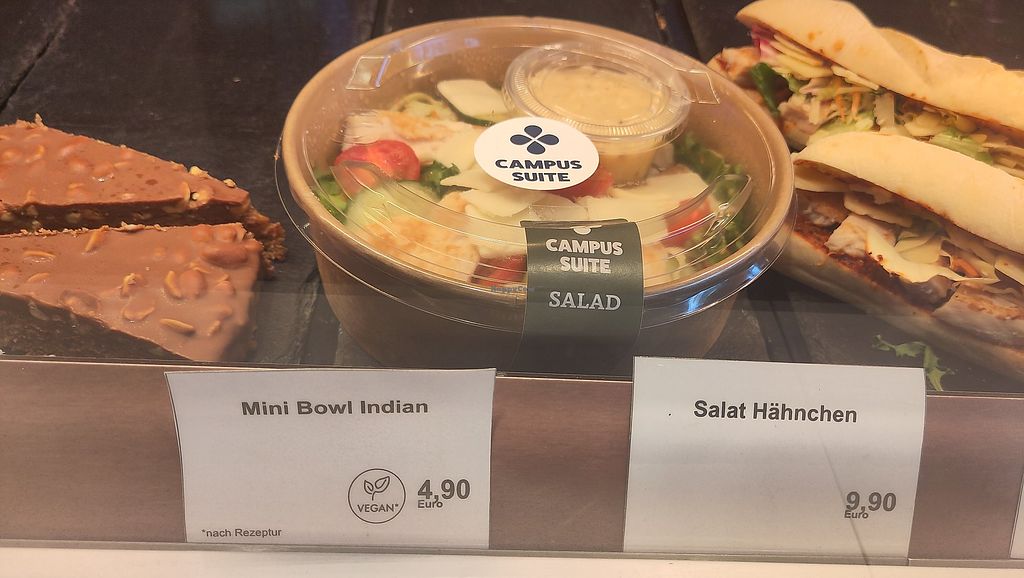 CAMPUS
SUITE
CAMPUS
SUITE
SALAD
HappyCow
Mini Bowl Indian
VEGAN*
4,90
Euro
*nach Rezeptur
Salat Hähnchen
9,90
Euro